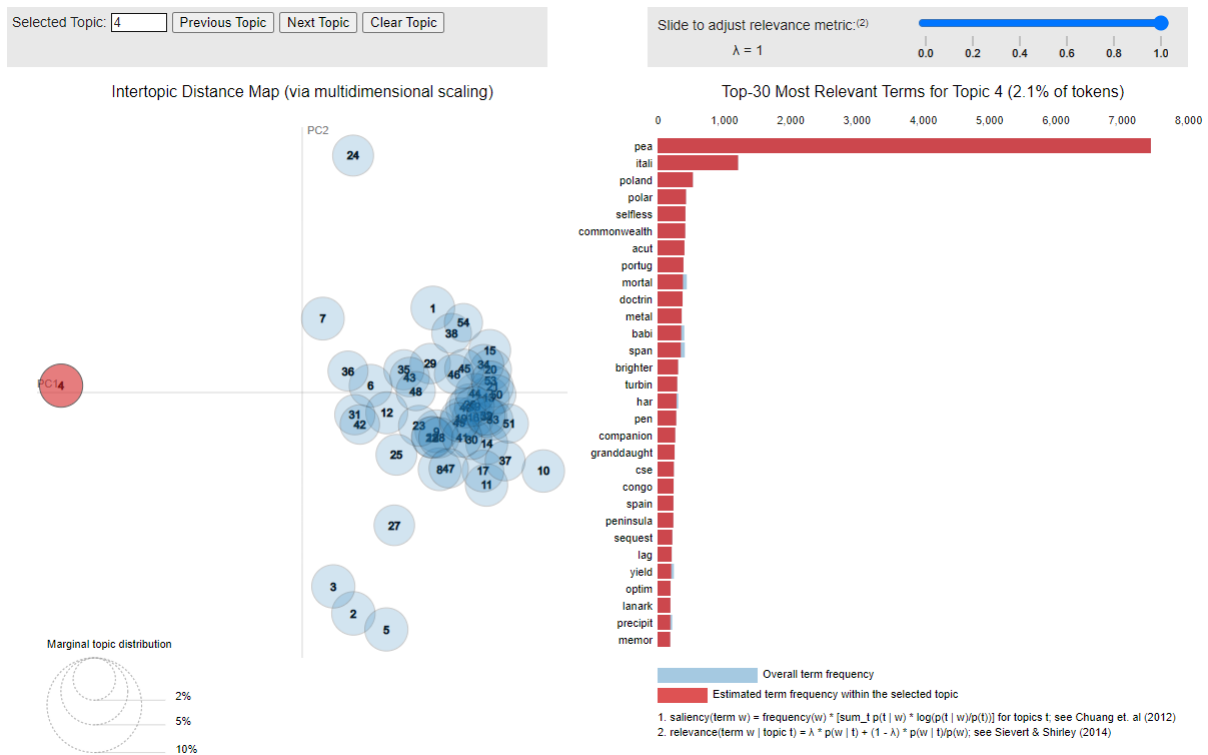 Selected Topic: 4 Previous Topic Next Topic Clear Topic
Slide to adjust relevance metric:(2)
λ = 1
0.0 0.2 0.4 0.6 0.8 1.0
Intertopic Distance Map (via multidimensional scaling)
PC2
PC1
24
7
1
54
38
15
29
34
20
45
46
35
43
48
36
6
53
50
31
42
12
23
9
51
41
30
14
25
37
8
47
17
11
10
27
3
2
5
4
Marginal topic distribution
2%
5%
10%
Top-30 Most Relevant Terms for Topic 4 (2.1% of tokens)
0 1,000 2,000 3,000 4,000 5,000 6,000 7,000 8,000
pea
itali
poland
polar
selfless
commonwealth
acut
portug
mortal
doctrin
metal
babi
span
brighter
turbin
har
pen
companion
granddaught
cse
congo
spain
peninsula
sequest
lag
yield
optim
lanark
precipit
memor
Overall term frequency
Estimated term frequency within the selected topic
1. saliency(term w) = frequency(w) * [sum_t p(t | w) * log(p(t | w)/p(t))] for topics t; see Chuang et. al (2012)
2. relevance(term w | topic t) = λ * p(w | t) + (1 - λ) * p(w | t)/p(w); see Sievert & Shirley (2014)